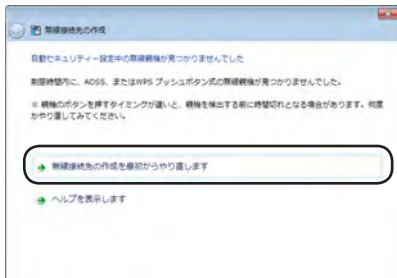 無線接続先の作成
自動セキュリティー設定中の無線親機が見つかりませんでした
制限時間内に、AOSS、またはWPS プッシュボタン式の無線親機が見つかりませんでした。
※ 親機のボタンを押すタイミングが違いと、親機を検出する前に時間切れとなる場合があります。何度
かやり直してみてください。
無線接続先の作成を最初からやり直します
ヘルプを表示します